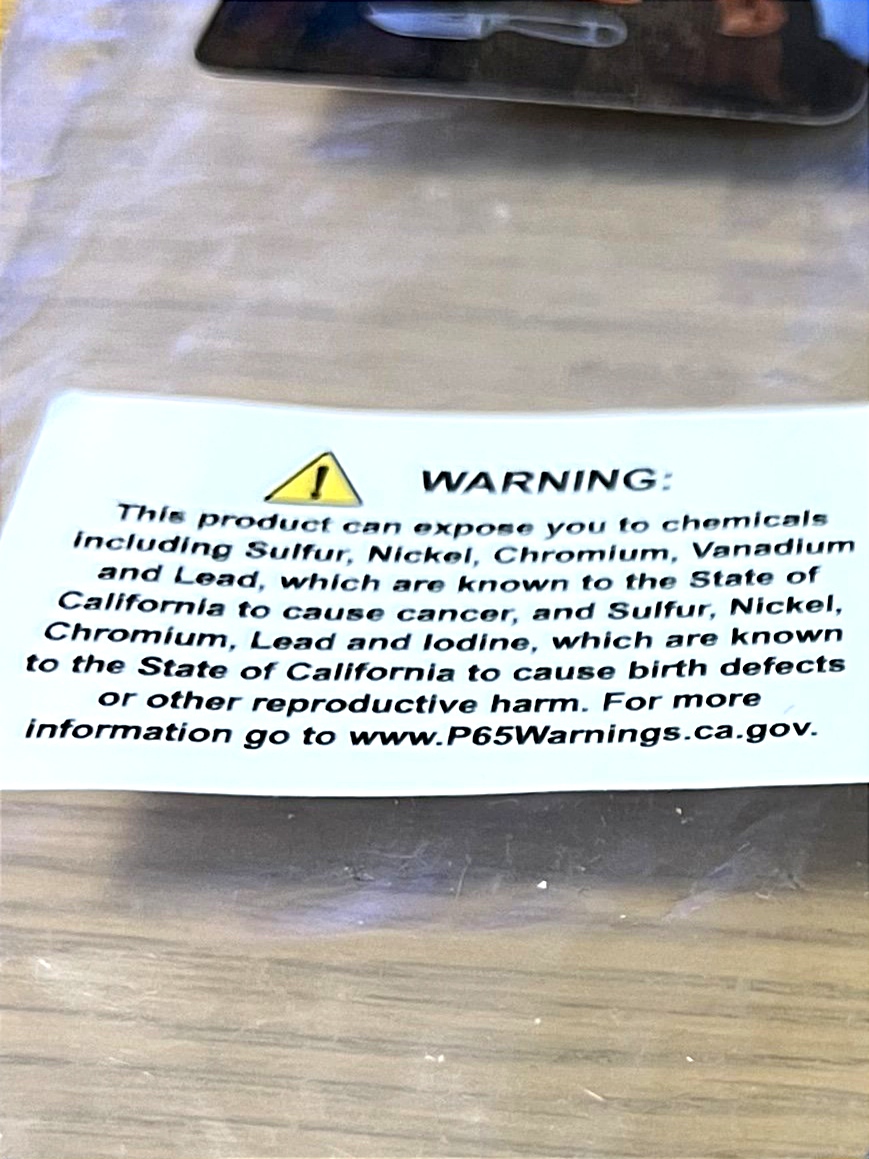 WARNING:
This product can expose you to chemicals
including Sulfur, Nickel, Chromium, Vanadium
and Lead, which are known to the State of
California to cause cancer, and Sulfur, Nickel,
Chromium, Lead and Iodine, which are known
to the State of California to cause birth defects
or other reproductive harm. For more
information go to www.P65Warnings.ca.gov.